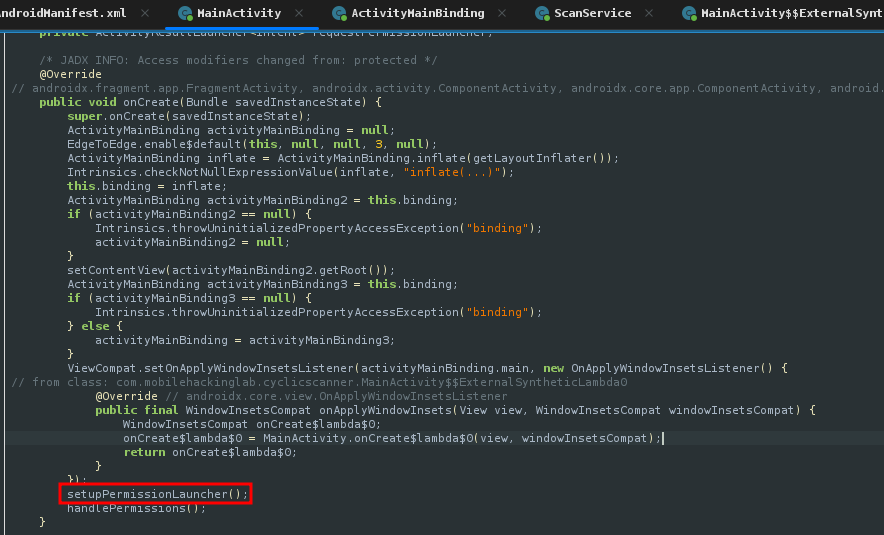 AndroidManifest.xml × MainActivity × ActivityMainBinding × ScanService × MainActivity$$ExternalSynt
private ActivityResultLauncher<Intent> requestPermissionLauncher;
/* JADX INFO: Access modifiers changed from: protected */
@Override
// androidx.fragment.app.FragmentActivity, androidx.activity.ComponentActivity, androidx.core.app.ComponentActivity, android.
public void onCreate(Bundle savedInstanceState) {
super.onCreate(savedInstanceState);
ActivityMainBinding activityMainBinding = null;
EdgeToEdge.enable$default(this, null, null, 3, null);
ActivityMainBinding inflate = ActivityMainBinding.inflate(getLayoutInflater());
Intrinsics.checkNotNullExpressionValue(inflate, "inflate(...)");
this.binding = inflate;
ActivityMainBinding activityMainBinding2 = this.binding;
if (activityMainBinding2 == null) {
Intrinsics.throwUninitializedPropertyAccessException("binding");
activityMainBinding2 = null;
}
setContentView(activityMainBinding2.getRoot());
ActivityMainBinding activityMainBinding3 = this.binding;
if (activityMainBinding3 == null) {
Intrinsics.throwUninitializedPropertyAccessException("binding");
} else {
activityMainBinding = activityMainBinding3;
}
ViewCompat.setOnApplyWindowInsetsListener(activityMainBinding.main, new OnApplyWindowInsetsListener() {
// from class: com.mobilehackinglab.cyclicscanner.MainActivity$$ExternalSyntheticLambda0
@Override // androidx.core.view.OnApplyWindowInsetsListener
public final WindowInsetsCompat onApplyWindowInsets(View view, WindowInsetsCompat windowInsetsCompat) {
WindowInsetsCompat onCreate$lambda$0;
onCreate$lambda$0 = MainActivity.onCreate$lambda$0(view, windowInsetsCompat);
return onCreate$lambda$0;
}
});
setupPermissionLauncher();
handlePermissions();
}